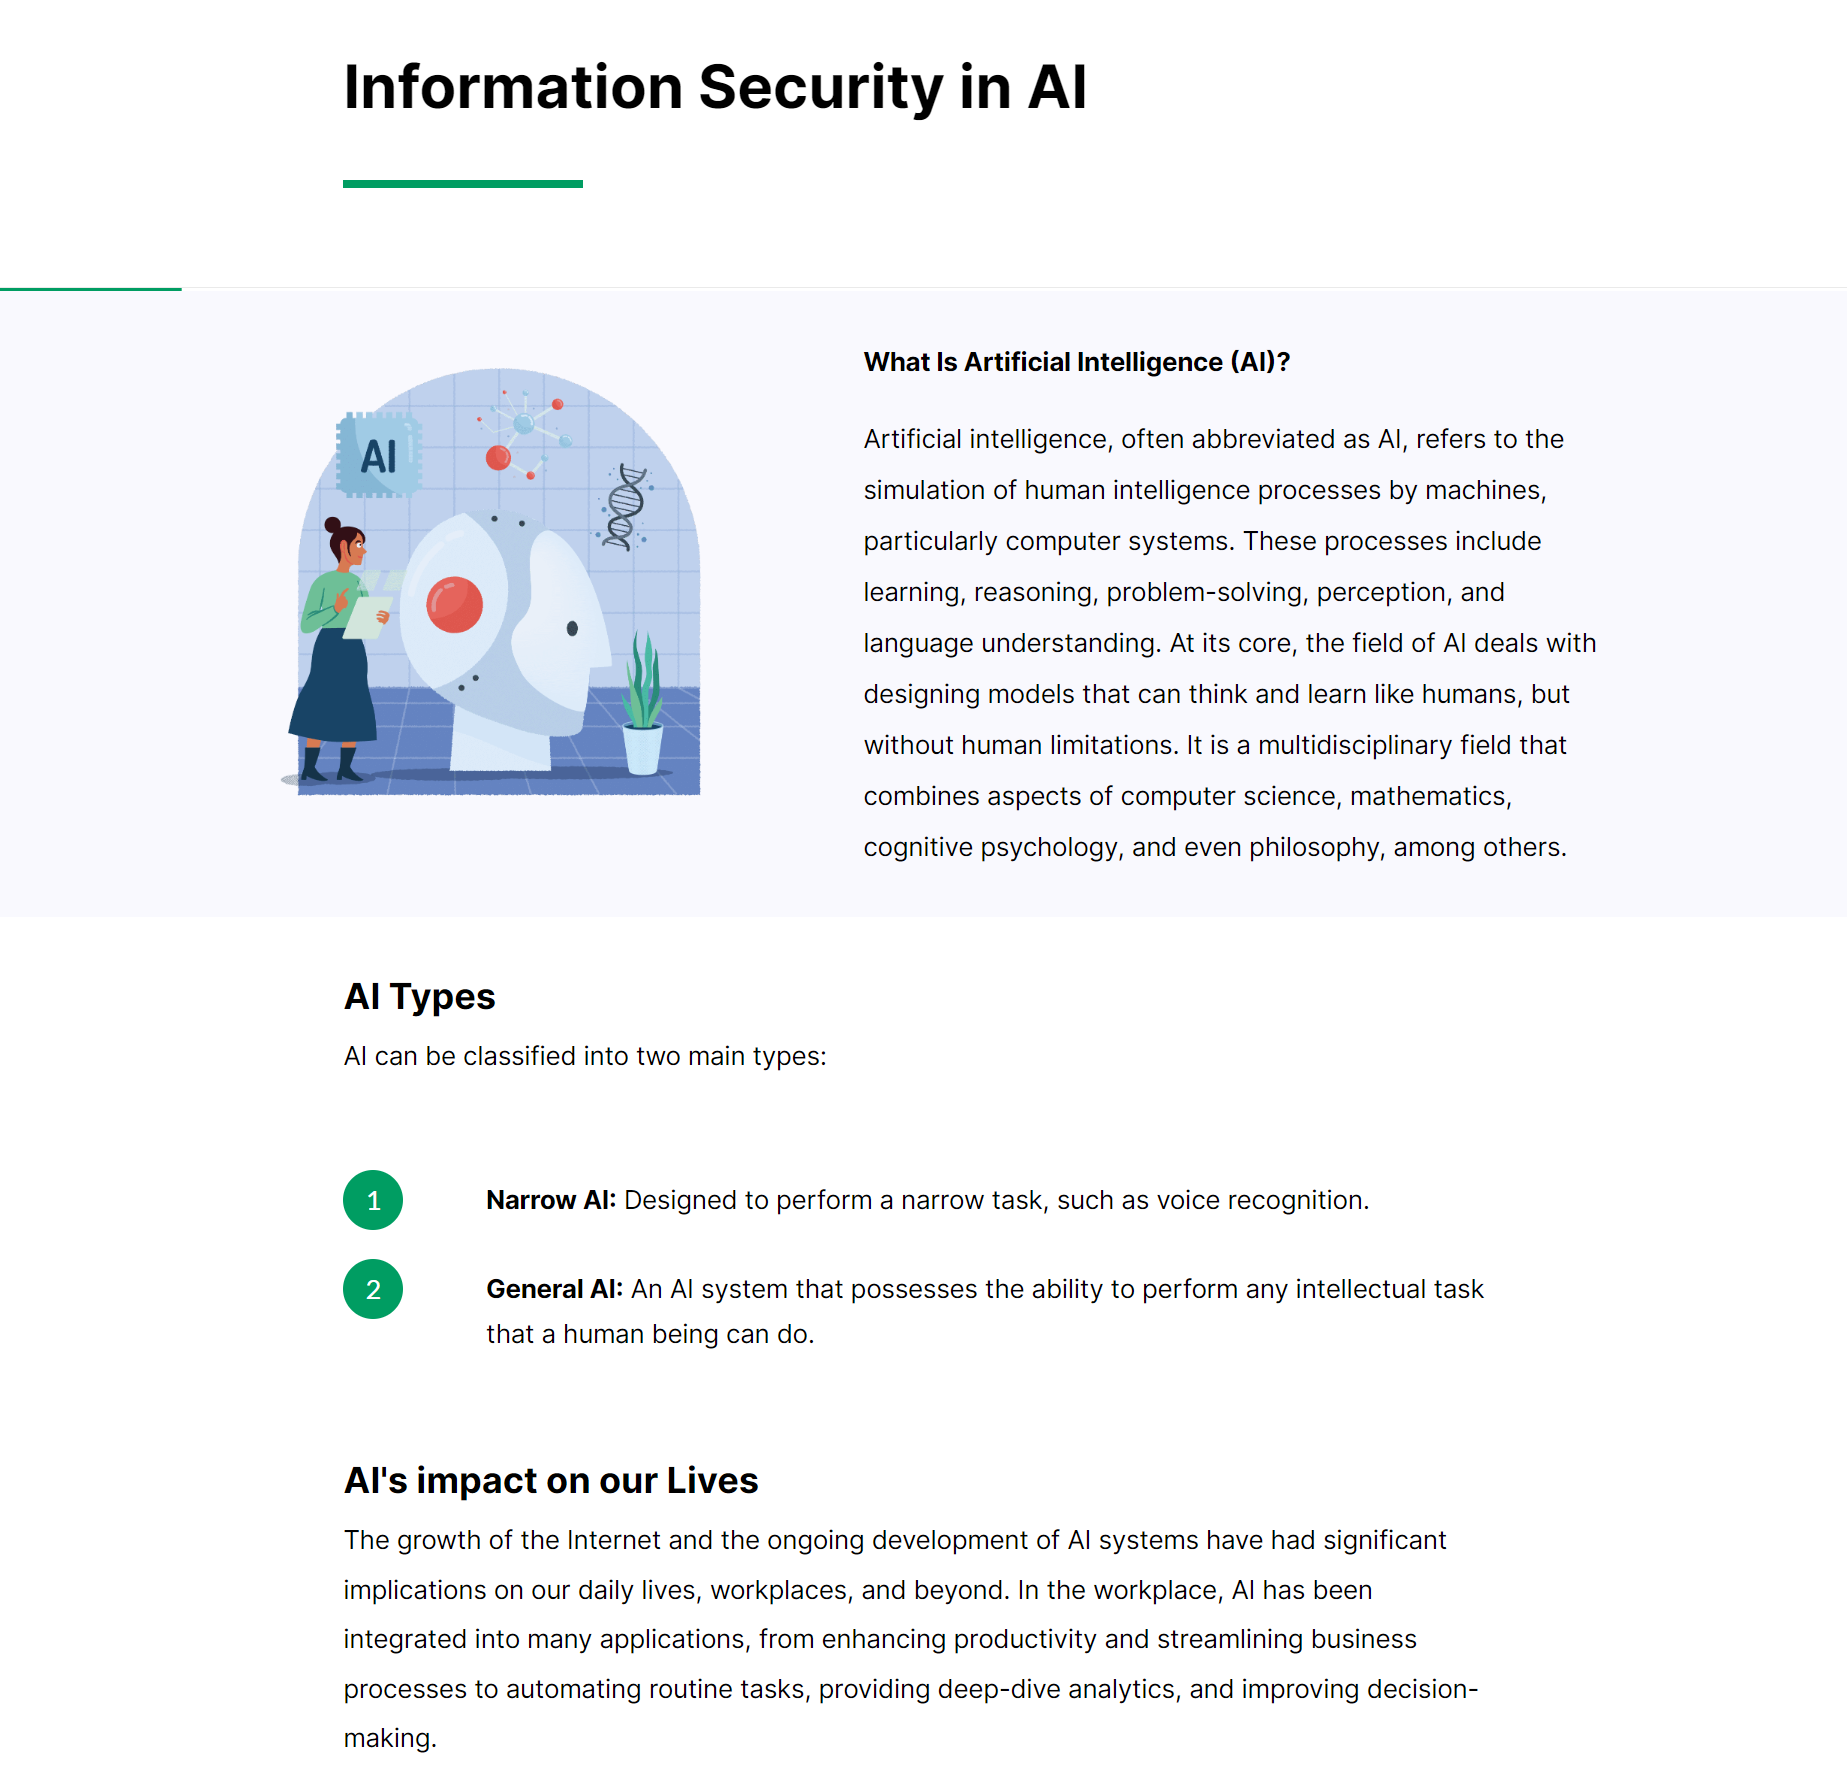 Information Security in AI
AI
What Is Artificial Intelligence (AI)?
Artificial intelligence, often abbreviated as AI, refers to the
simulation of human intelligence processes by machines,
particularly computer systems. These processes include
learning, reasoning, problem-solving, perception, and
language understanding. At its core, the field of AI deals with
designing models that can think and learn like humans, but
without human limitations. It is a multidisciplinary field that
combines aspects of computer science, mathematics,
cognitive psychology, and even philosophy, among others.
AI Types
AI can be classified into two main types:
1 Narrow AI: Designed to perform a narrow task, such as voice recognition.
2 General AI: An AI system that possesses the ability to perform any intellectual task
that a human being can do.
AI's impact on our Lives
The growth of the Internet and the ongoing development of AI systems have had significant
implications on our daily lives, workplaces, and beyond. In the workplace, AI has been
integrated into many applications, from enhancing productivity and streamlining business
processes to automating routine tasks, providing deep-dive analytics, and improving decision-
making.